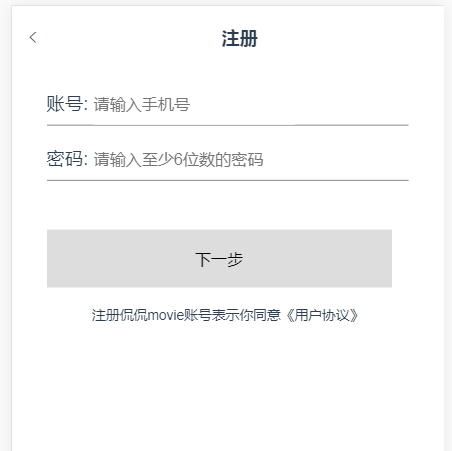 注册
账号: 请输入手机号
密码: 请输入至少6位数的密码
下一步
注册侃侃movie账号表示你同意《用户协议》